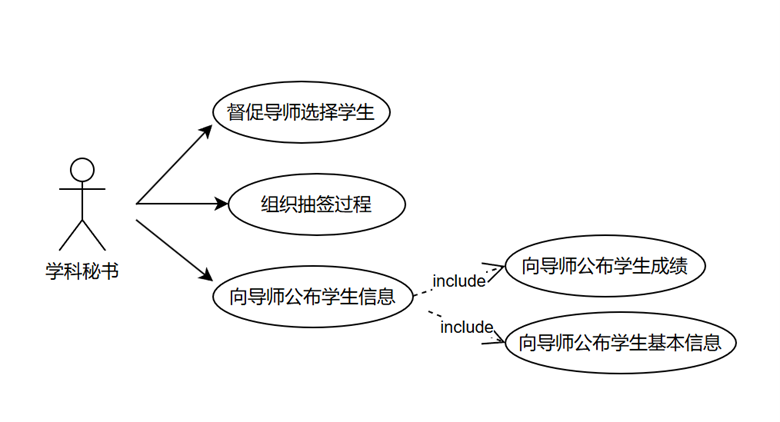 督促导师选择学生
组织抽签过程
学科秘书
向导师公布学生信息
include
向导师公布学生成绩
include
向导师公布学生基本信息